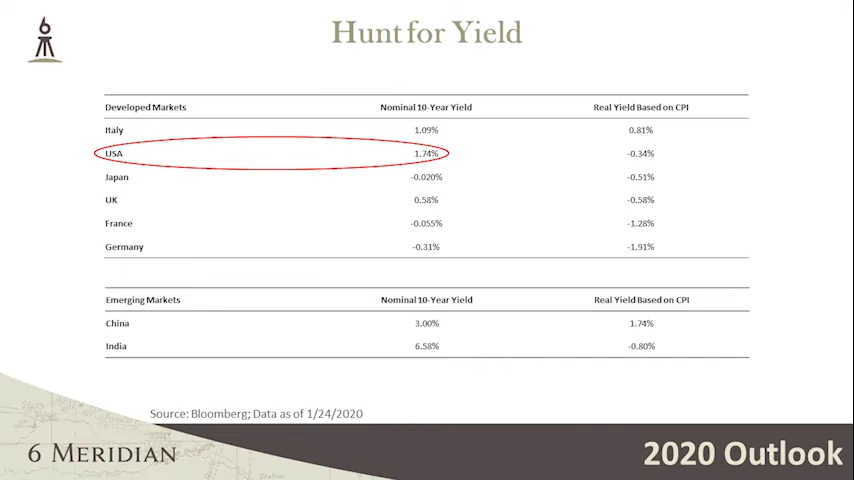 6
Hunt for Yield
Developed Markets Nominal 10-Year Yield Real Yield Based on CPI
Italy 1.09% 0.81%
USA 1.74% -0.34%
Japan -0.020% -0.51%
UK 0.58% -0.58%
France -0.055% -1.28%
Germany -0.31% -1.91%
Emerging Markets Nominal 10-Year Yield Real Yield Based on CPI
China 3.00% 1.74%
India 6.58% -0.80%
Source: Bloomberg; Data as of 1/24/2020
6 MERIDIAN
2020 Outlook